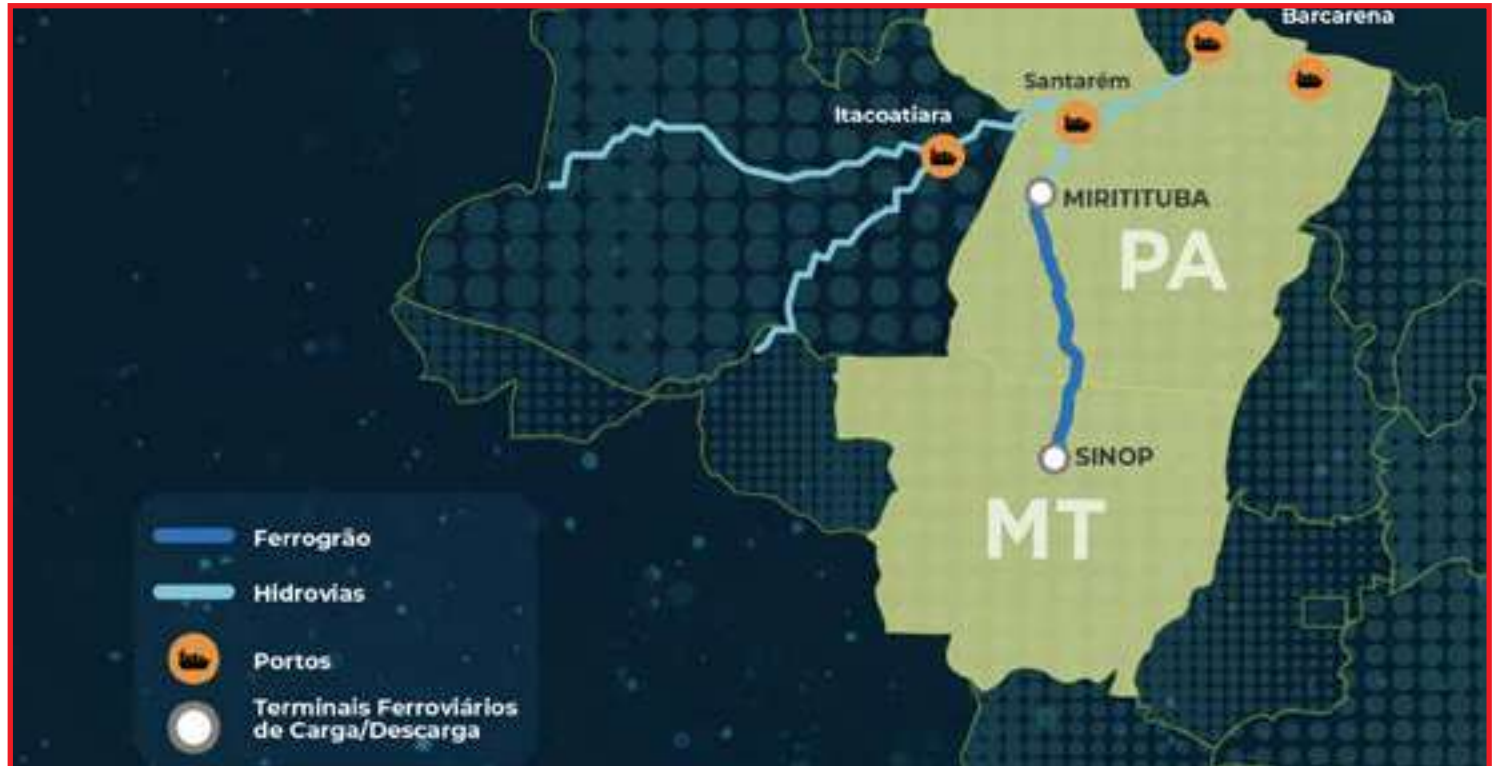 Barcarena
Santarém
Itacoatiara
MIRITITUBA
PA
SINOP
MT
Ferrogrão
Hidrovias
Portos
Terminais Ferroviários
de Carga/Descarga